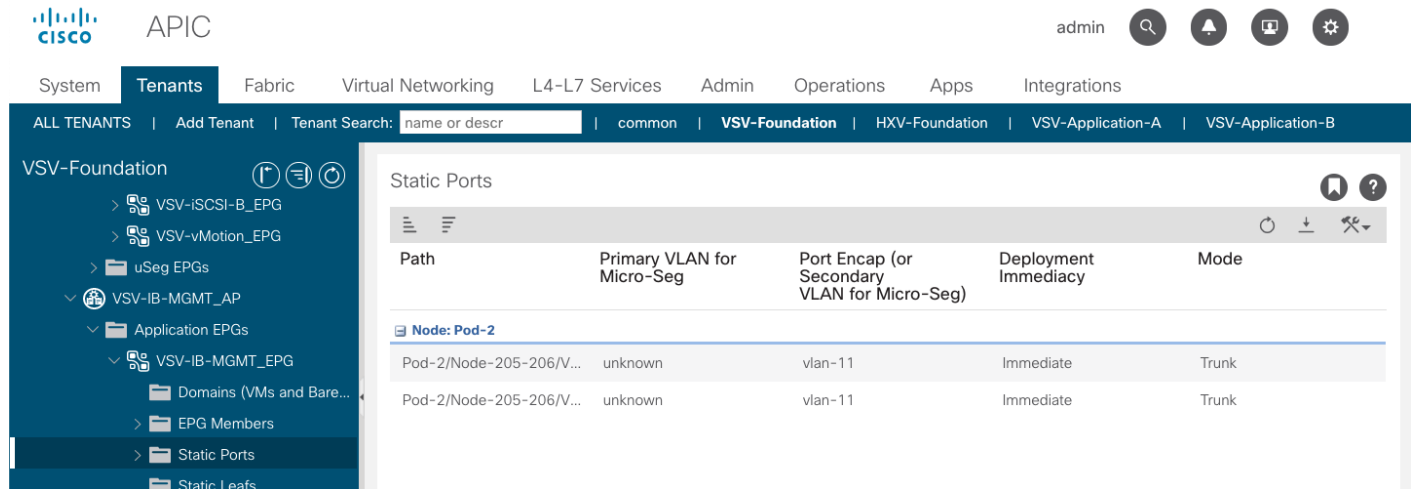 CISCO APIC admin
System Tenants Fabric Virtual Networking L4-L7 Services Admin Operations Apps Integrations
ALL TENANTS | Add Tenant | Tenant Search: name or descr | common | VSV-Foundation | HXV-Foundation | VSV-Application-A | VSV-Application-B
VSV-Foundation
VSV-iSCSI-B_EPG
VSV-vMotion_EPG
uSeg EPGs
VSV-IB-MGMT_AP
Application EPGs
VSV-IB-MGMT_EPG
Domains (VMs and Bare...
EPG Members
Static Ports
Static Leafs
Static Ports
Path Primary VLAN for Micro-Seg Port Encap (or Secondary VLAN for Micro-Seg) Deployment Immediacy Mode
Node: Pod-2
Pod-2/Node-205-206/V... unknown vlan-11 Immediate Trunk
Pod-2/Node-205-206/V... unknown vlan-11 Immediate Trunk